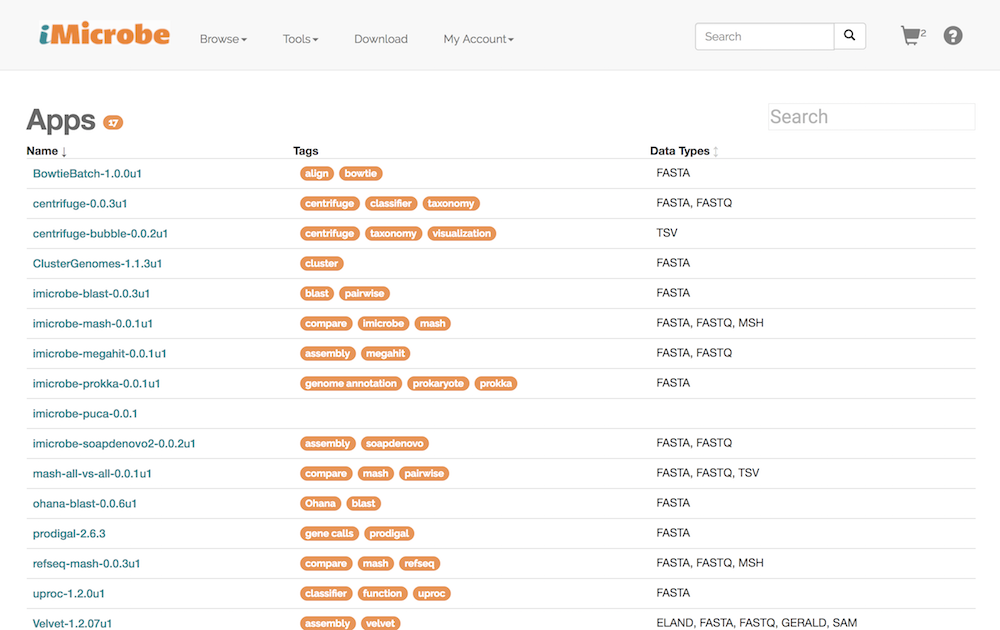 iMicrobe Browse Tools Download My Account Search 2 ?
Apps 17 Search
Name ↓ Tags Data Types ↕
BowtieBatch-1.0.0u1 align bowtie FASTA
centrifuge-0.0.3u1 centrifuge classifier taxonomy FASTA, FASTQ
centrifuge-bubble-0.0.2u1 centrifuge taxonomy visualization TSV
ClusterGenomes-1.1.3u1 cluster FASTA
imicrobe-blast-0.0.3u1 blast pairwise FASTA
imicrobe-mash-0.0.1u1 compare imicrobe mash FASTA, FASTQ, MSH
imicrobe-megahit-0.0.1u1 assembly megahit FASTA, FASTQ
imicrobe-prokka-0.0.1u1 genome annotation prokaryote prokka FASTA
imicrobe-puca-0.0.1
imicrobe-soapdenovo2-0.0.2u1 assembly soapdenovo FASTA, FASTQ
mash-all-vs-all-0.0.1u1 compare mash pairwise FASTA, FASTQ, TSV
ohana-blast-0.0.6u1 Ohana blast FASTA
prodigal-2.6.3 gene calls prodigal FASTA
refseq-mash-0.0.3u1 compare mash refseq FASTA, FASTQ, MSH
uproc-1.2.0u1 classifier function uproc FASTA
Velvet-1.2.07u1 assembly velvet ELAND, FASTA, FASTQ, GERALD, SAM